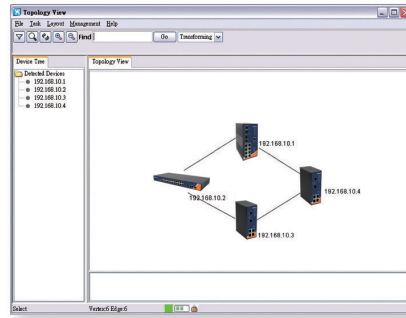 Topology View
File Task Layout Management Help
Find Go Transforming
Device Tree
Topology View
Detected Devices
192.168.10.1
192.168.10.2
192.168.10.3
192.168.10.4
192.168.10.1
192.168.10.4
192.168.10.2
192.168.10.3
Select Vertex:6 Edge:6